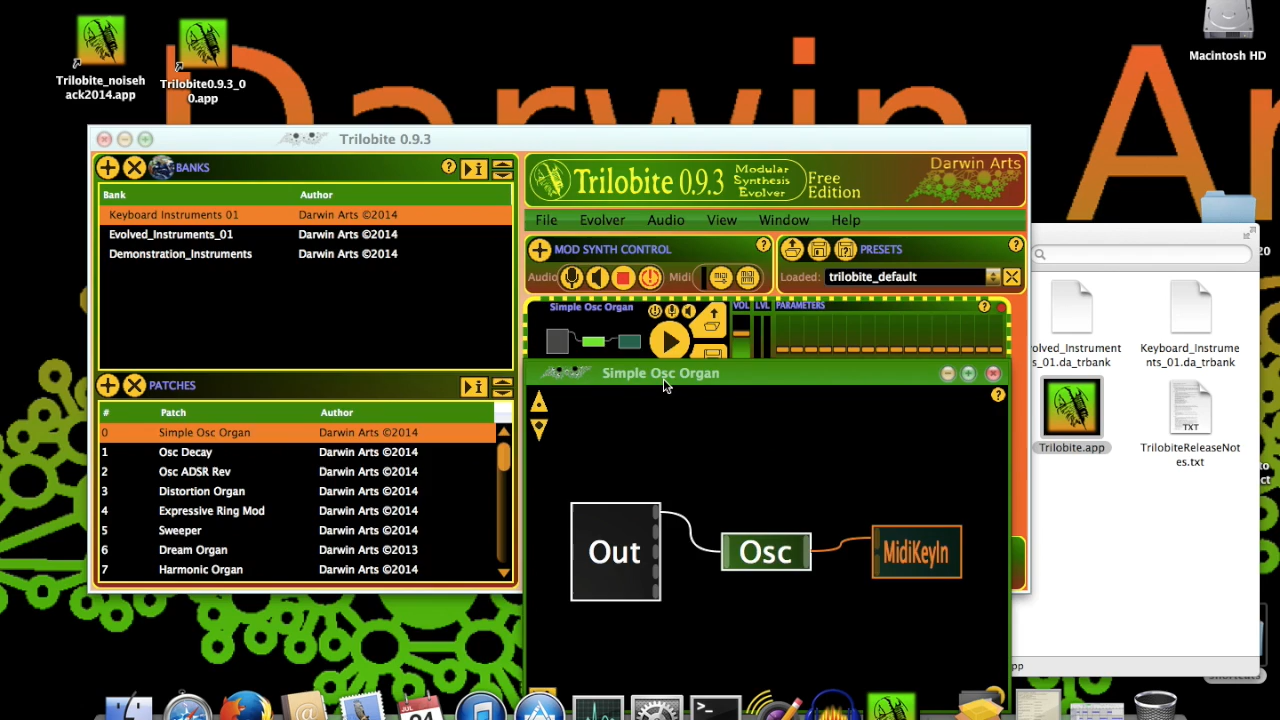 Darwin Ar
Trilobite_noiseh
ack2014.app
Trilobite0.9.3_0
0.app
Macintosh HD
Trilobite 0.9.3
BANKS
?
Bank Author
Keyboard Instruments 01 Darwin Arts ©2014
Evolved_Instruments_01 Darwin Arts ©2014
Demonstration_Instruments Darwin Arts ©2014
PATCHES
# Patch Author
0 Simple Osc Organ Darwin Arts ©2014
1 Osc Decay Darwin Arts ©2014
2 Osc ADSR Rev Darwin Arts ©2014
3 Distortion Organ Darwin Arts ©2014
4 Expressive Ring Mod Darwin Arts ©2014
5 Sweeper Darwin Arts ©2014
6 Dream Organ Darwin Arts ©2013
7 Harmonic Organ Darwin Arts ©2014
Trilobite 0.9.3
Modular
Synthesis
Evolver
Free
Edition
Darwin Arts
File Evolver Audio View Window Help
MOD SYNTH CONTROL ?
Audio Midi
PRESETS ?
Loaded: trilobite_default
Simple Osc Organ
VOL LVL PARAMETERS ?
Simple Osc Organ
?
Out Osc MidiKeyIn
20
olved_Instrument
s_01.da_trbank
Keyboard_Instrume
nts_01.da_trbank
Trilobite.app
TXT
TrilobiteReleaseNot
es.txt
to
ect
pp
JUL